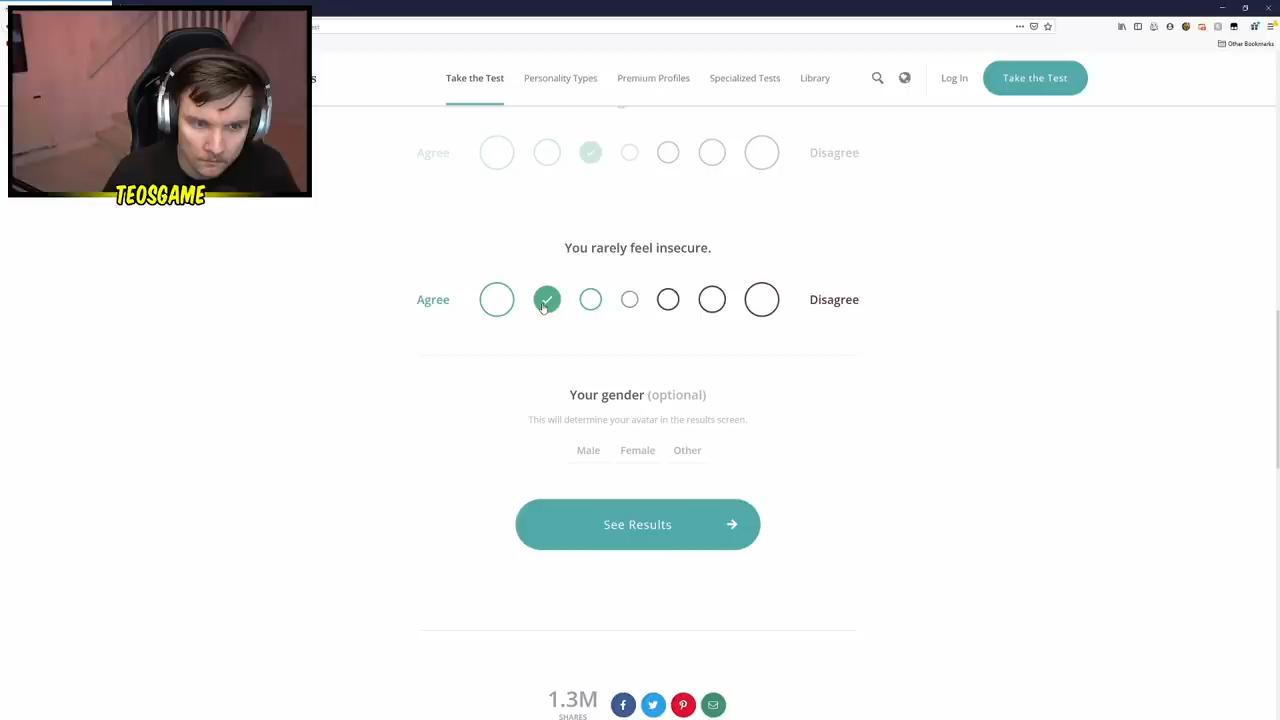 Other Bookmarks
Take the Test
Personality Types
Premium Profiles
Specialized Tests
Library
Log In
Take the Test
TEOSGAME
Agree
Disagree
You rarely feel insecure.
Agree
Disagree
Your gender (optional)
This will determine your avatar in the results screen.
Male
Female
Other
See Results
1.3M
SHARES